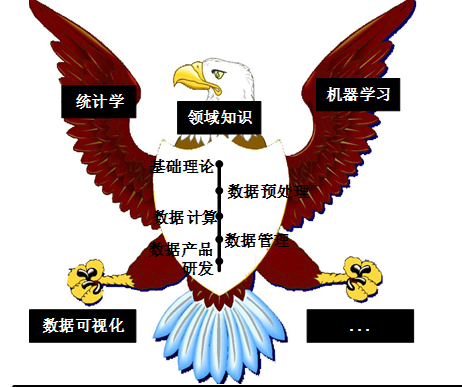 统计学
领域知识
机器学习
基础理论
数据预处理
数据计算
数据管理
数据产品
研发
数据可视化
...